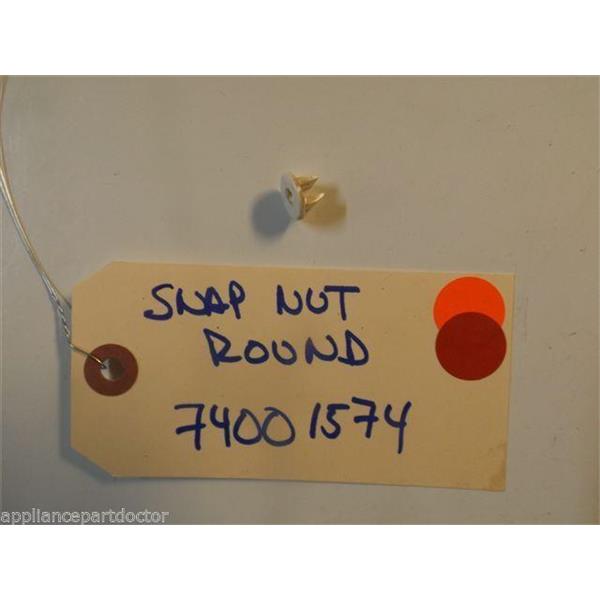 SNAP NUT
ROUND
74001574
appliancepartdoctor